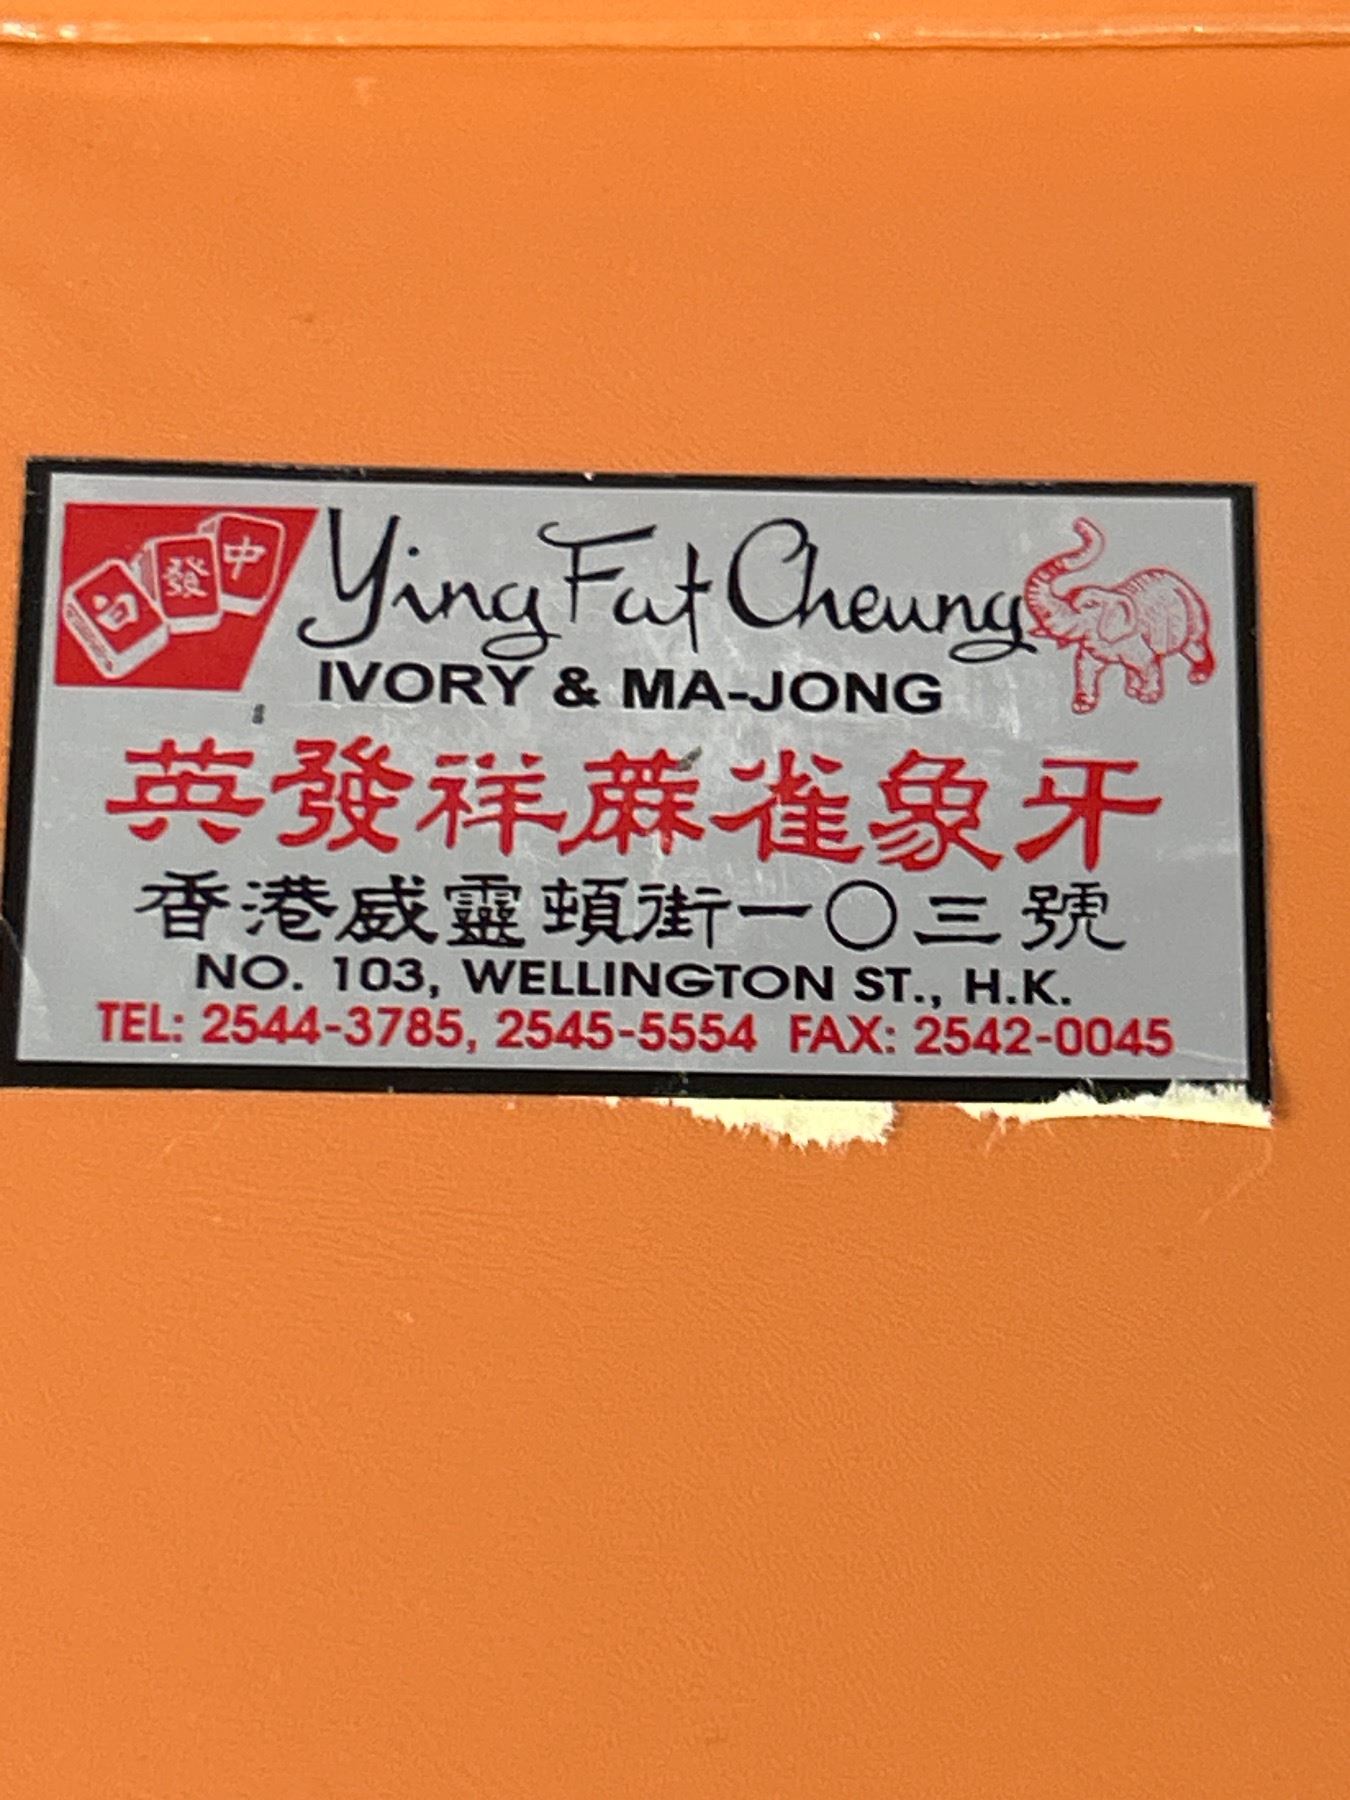 中
發
白
Ying Fat Cheung
IVORY & MA-JONG
英發祥蔴雀象牙
香港威靈頓街一〇三號
NO. 103, WELLINGTON ST., H.K.
TEL: 2544-3785, 2545-5554 FAX: 2542-0045